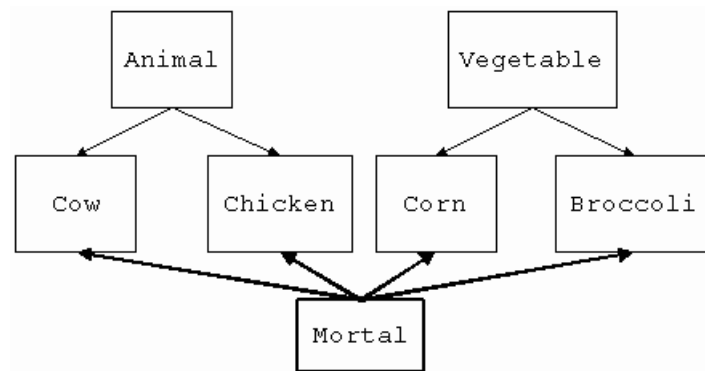 Animal
Vegetable
Cow
Chicken
Corn
Broccoli
Mortal